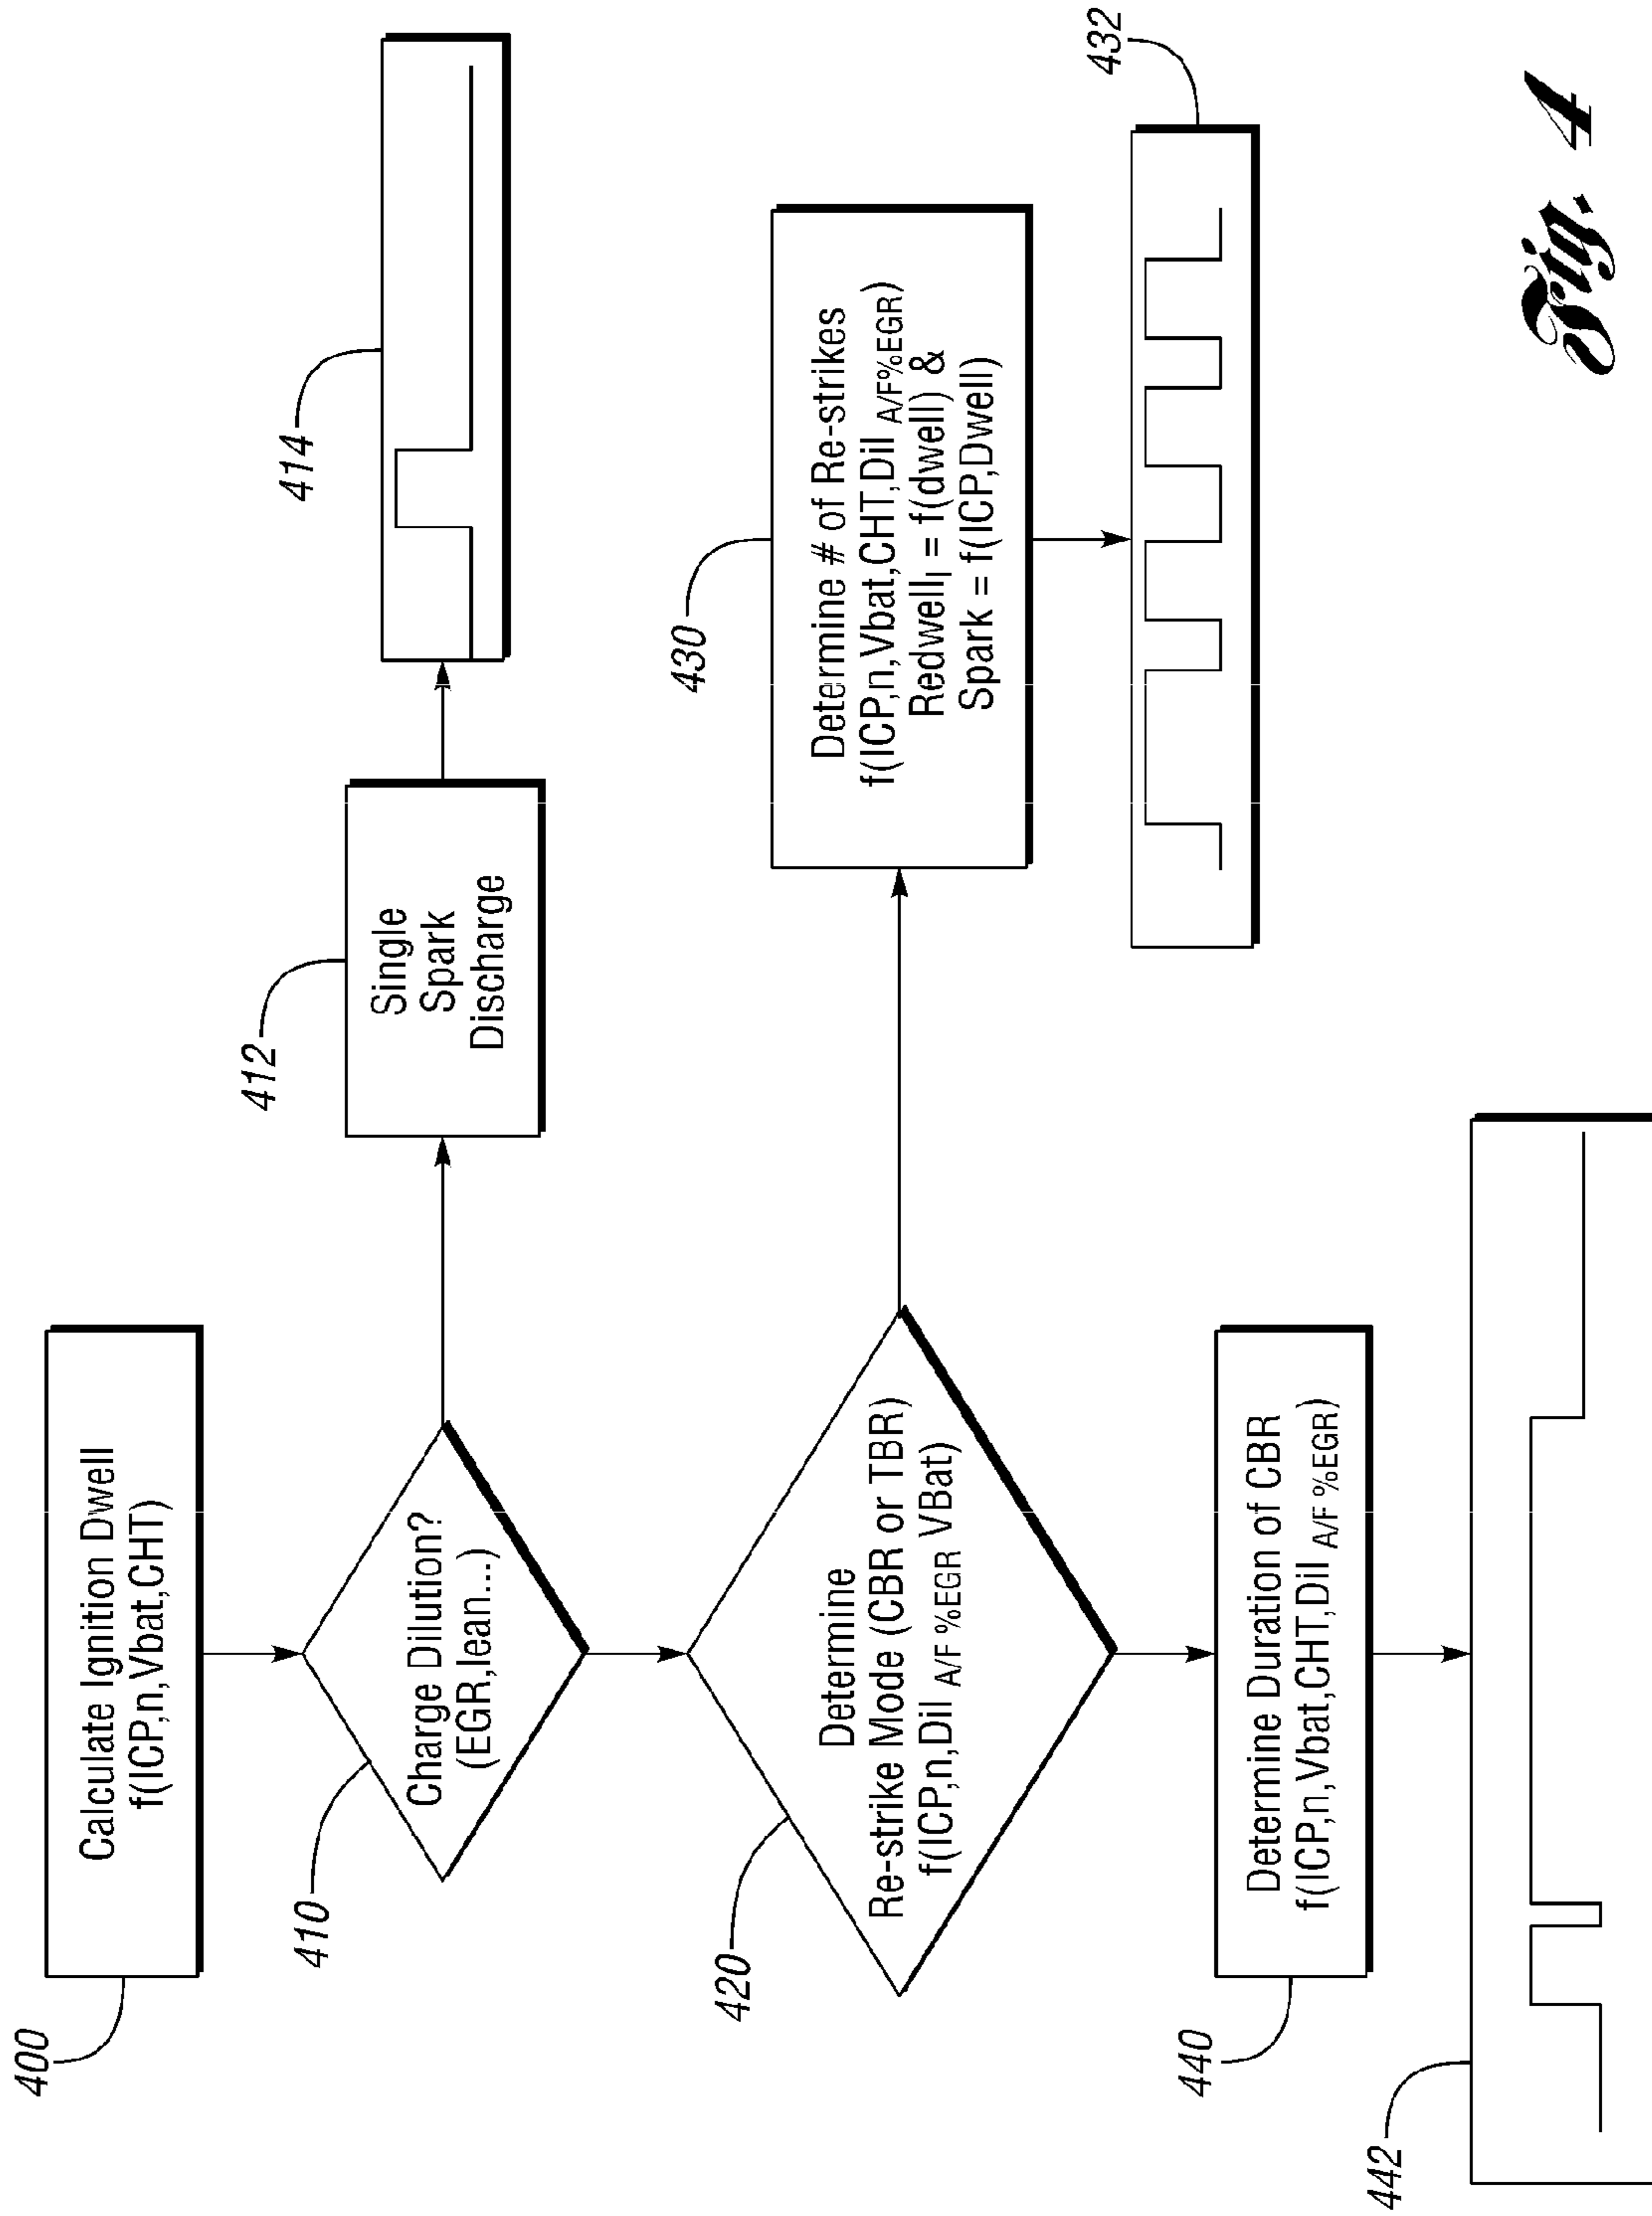 400
Calculate Ignition Dwell
f(ICP,n,Vbat,CHT)
410
Charge Dilution?
(EGR,lean...)
412
Single
Spark
Discharge
414
420
Determine
Re-strike Mode (CBR or TBR)
f(ICP,n,Dil A/F %EGR VBat)
430
Determine # of Re-strikes
f(ICP,n,Vbat,CHT,Dil A/F%EGR)
Redwell| = f(dwell) &
Spark = f(ICP,Dwell)
432
440
Determine Duration of CBR
f(ICP,n,Vbat,CHT,Dil A/F %EGR)
442
Fig. 4